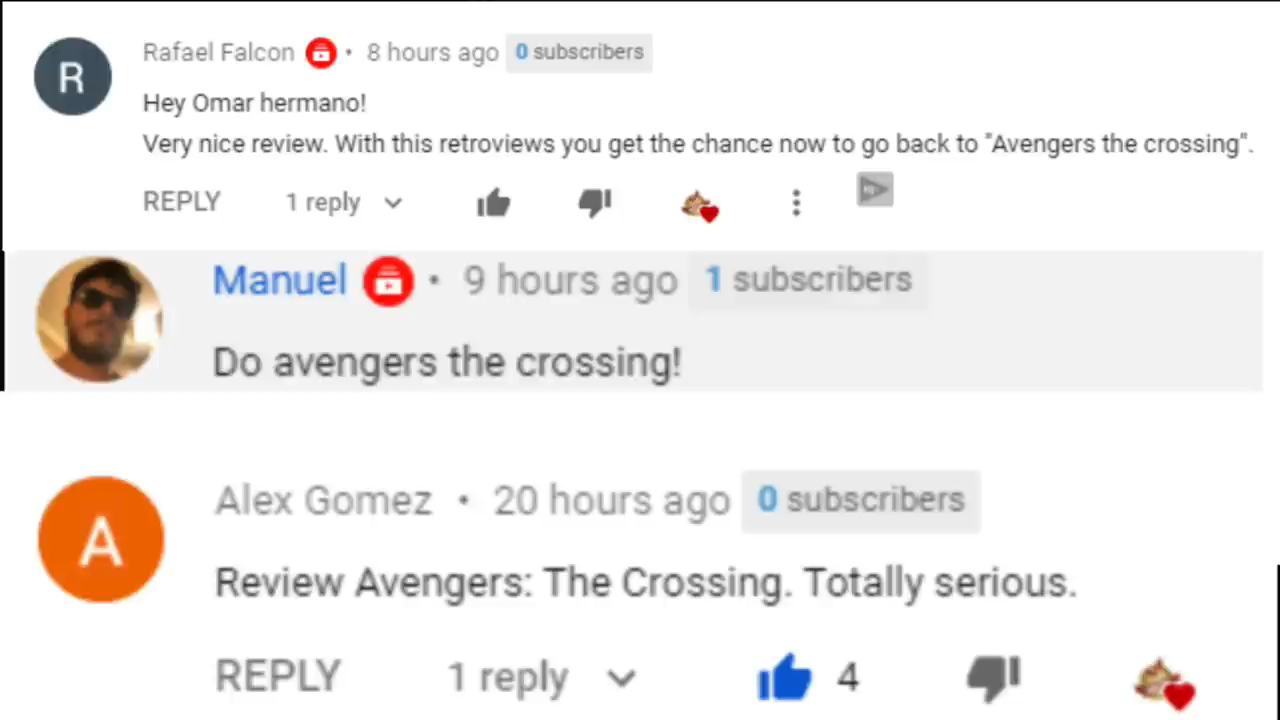 R
Rafael Falcon • 8 hours ago 0 subscribers
Hey Omar hermano!
Very nice review. With this retroviews you get the chance now to go back to "Avengers the crossing".
REPLY 1 reply
Manuel • 9 hours ago 1 subscribers
Do avengers the crossing!
A
Alex Gomez • 20 hours ago 0 subscribers
Review Avengers: The Crossing. Totally serious.
REPLY 1 reply 4